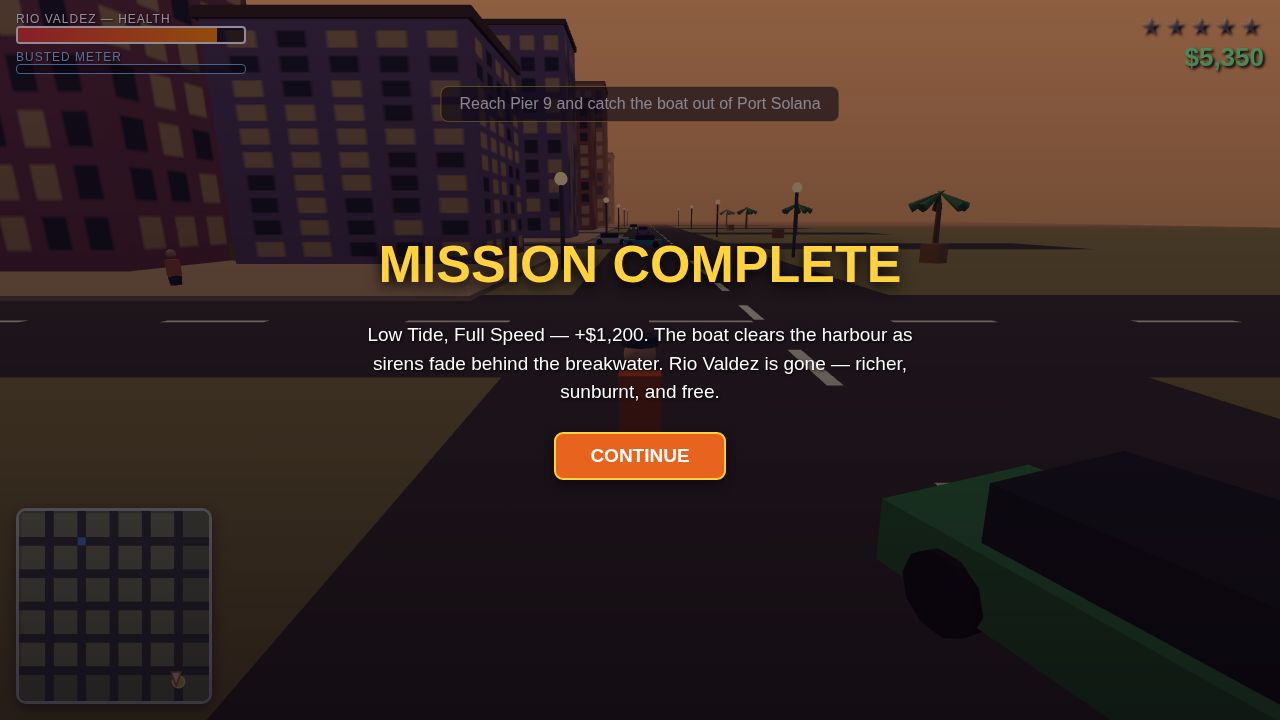 RIO VALDEZ — HEALTH
BUSTED METER
$5,350
Reach Pier 9 and catch the boat out of Port Solana
MISSION COMPLETE
Low Tide, Full Speed — +$1,200. The boat clears the harbour as
sirens fade behind the breakwater. Rio Valdez is gone — richer,
sunburnt, and free.
CONTINUE